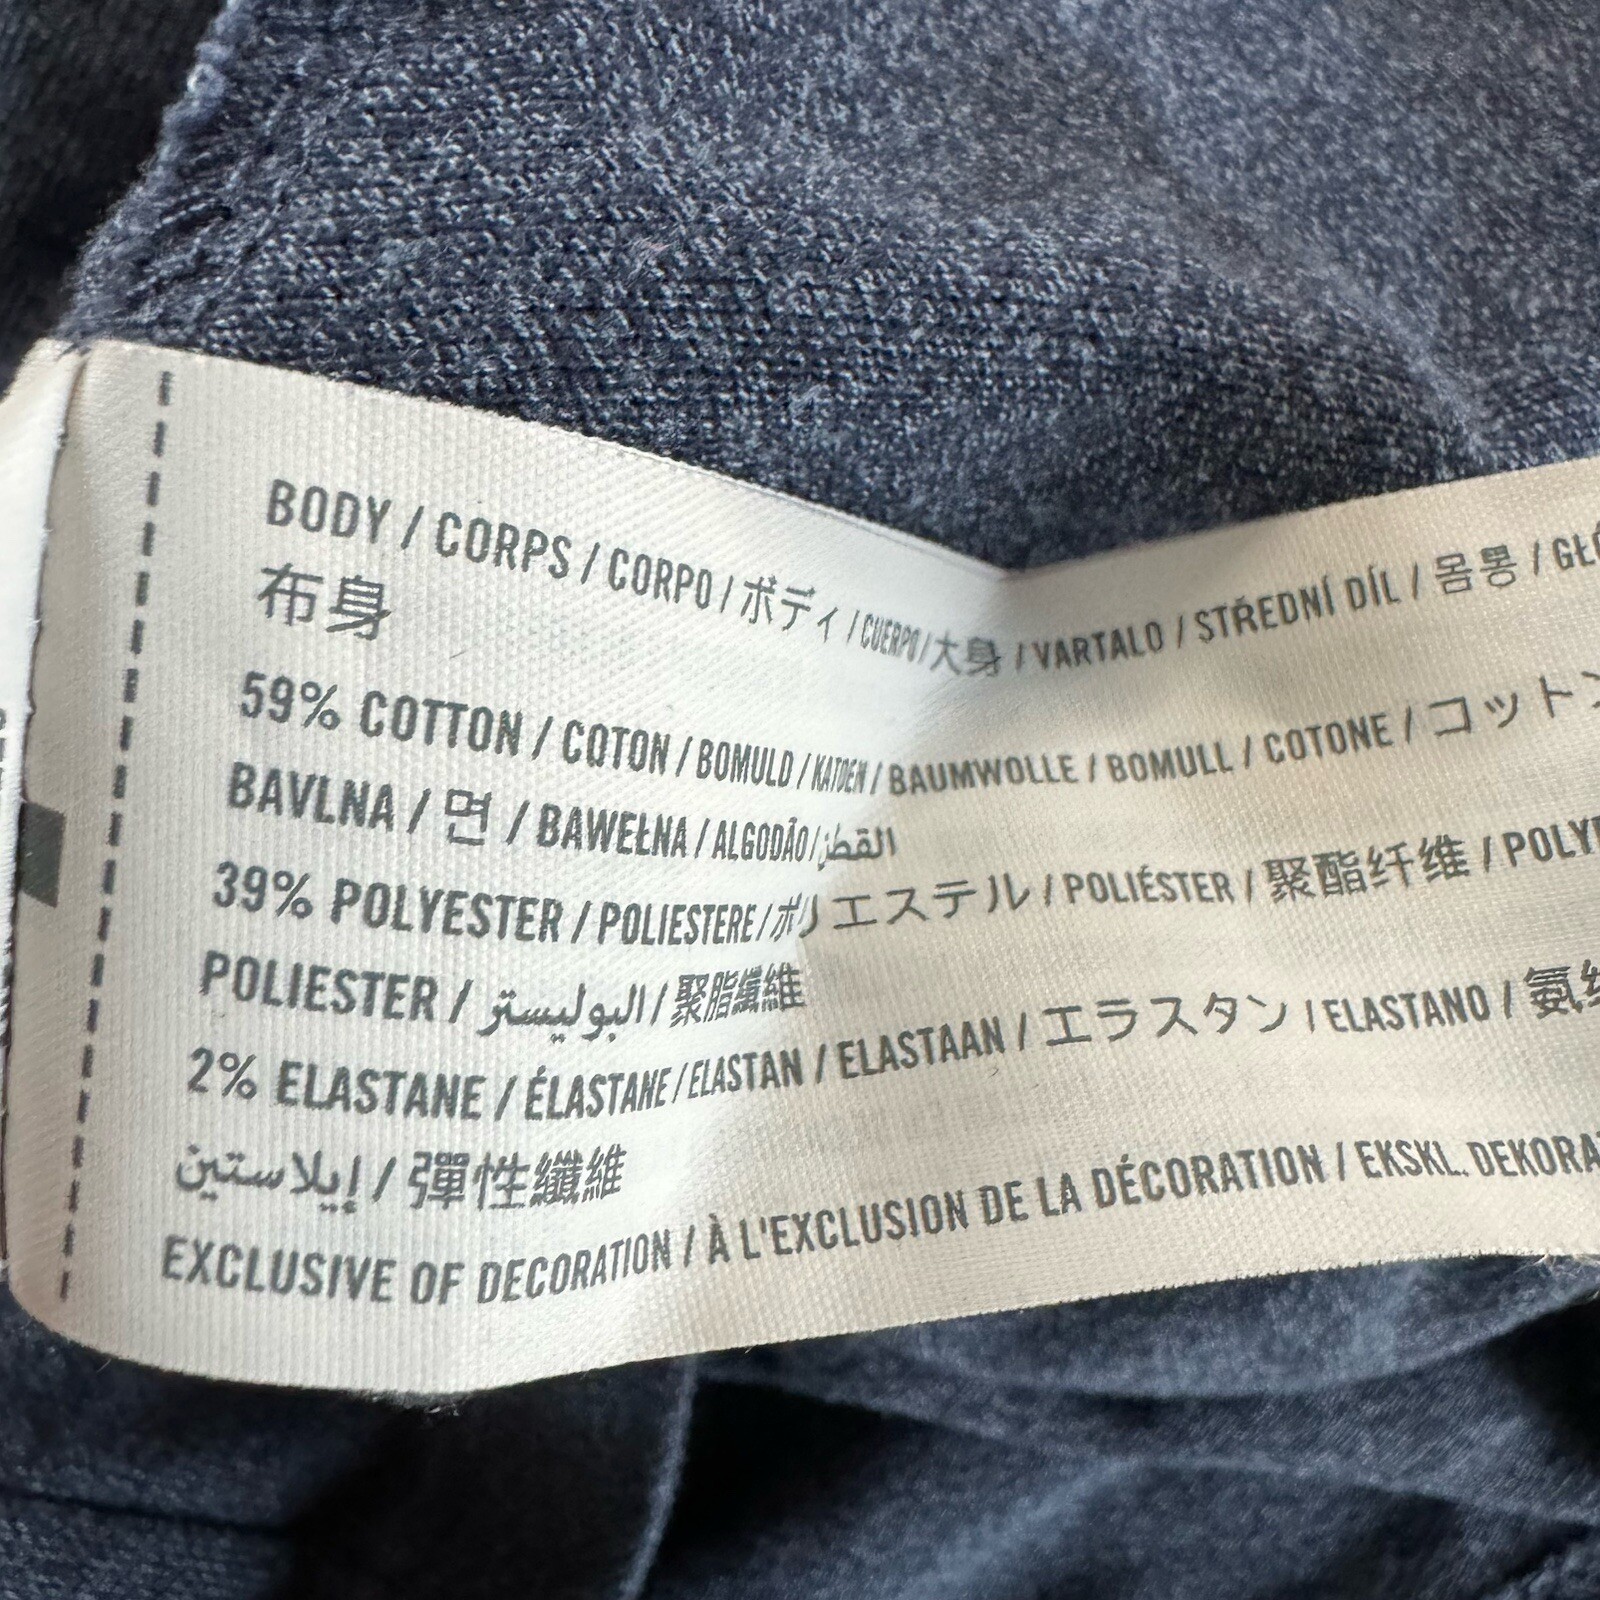 BODY / CORPS / CORPO / ボディ / CUERPO / 大身 / VARTALO / STŘEDNÍ DÍL / 몸통 /
布身
59% COTTON / COTON / BOMULD / KATOEN / BAUMWOLLE / BOMULL / COTONE / コットン
BAVLNA / 면 / BAWEŁNA / ALGODÃO / القطن
39% POLYESTER / POLIESTERE / ポリエステル / POLIÉSTER / 聚酯纤维 /
POLIESTER / البوليستر / 聚脂纖維
2% ELASTANE / ÉLASTANE / ELASTAN / ELASTAAN / エラスタン / ELASTANO /
إيلاستين / 彈性纖維
EXCLUSIVE OF DECORATION / À L'EXCLUSION DE LA DÉCORATION / EKSKL.